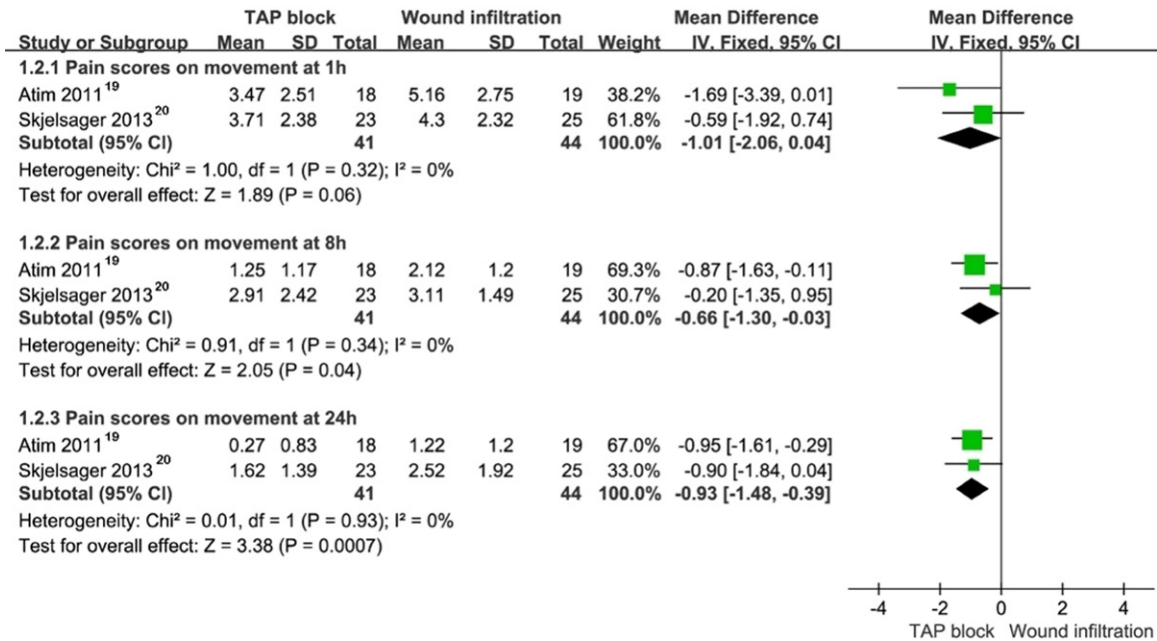 TAP block Wound infiltration Mean Difference Mean Difference
Study or Subgroup Mean SD Total Mean SD Total Weight IV, Fixed, 95% CI IV, Fixed, 95% CI
1.2.1 Pain scores on movement at 1h
Atim 2011¹⁹ 3.47 2.51 18 5.16 2.75 19 38.2% -1.69 [-3.39, 0.01]
Skjelsager 2013²⁰ 3.71 2.38 23 4.3 2.32 25 61.8% -0.59 [-1.92, 0.74]
Subtotal (95% CI) 41 44 100.0% -1.01 [-2.06, 0.04]
Heterogeneity: Chi² = 1.00, df = 1 (P = 0.32); I² = 0%
Test for overall effect: Z = 1.89 (P = 0.06)
1.2.2 Pain scores on movement at 8h
Atim 2011¹⁹ 1.25 1.17 18 2.12 1.2 19 69.3% -0.87 [-1.63, -0.11]
Skjelsager 2013²⁰ 2.91 2.42 23 3.11 1.49 25 30.7% -0.20 [-1.35, 0.95]
Subtotal (95% CI) 41 44 100.0% -0.66 [-1.30, -0.03]
Heterogeneity: Chi² = 0.91, df = 1 (P = 0.34); I² = 0%
Test for overall effect: Z = 2.05 (P = 0.04)
1.2.3 Pain scores on movement at 24h
Atim 2011¹⁹ 0.27 0.83 18 1.22 1.2 19 67.0% -0.95 [-1.61, -0.29]
Skjelsager 2013²⁰ 1.62 1.39 23 2.52 1.92 25 33.0% -0.90 [-1.84, 0.04]
Subtotal (95% CI) 41 44 100.0% -0.93 [-1.48, -0.39]
Heterogeneity: Chi² = 0.01, df = 1 (P = 0.93); I² = 0%
Test for overall effect: Z = 3.38 (P = 0.0007)
-4 -2 0 2 4
TAP block Wound infiltration